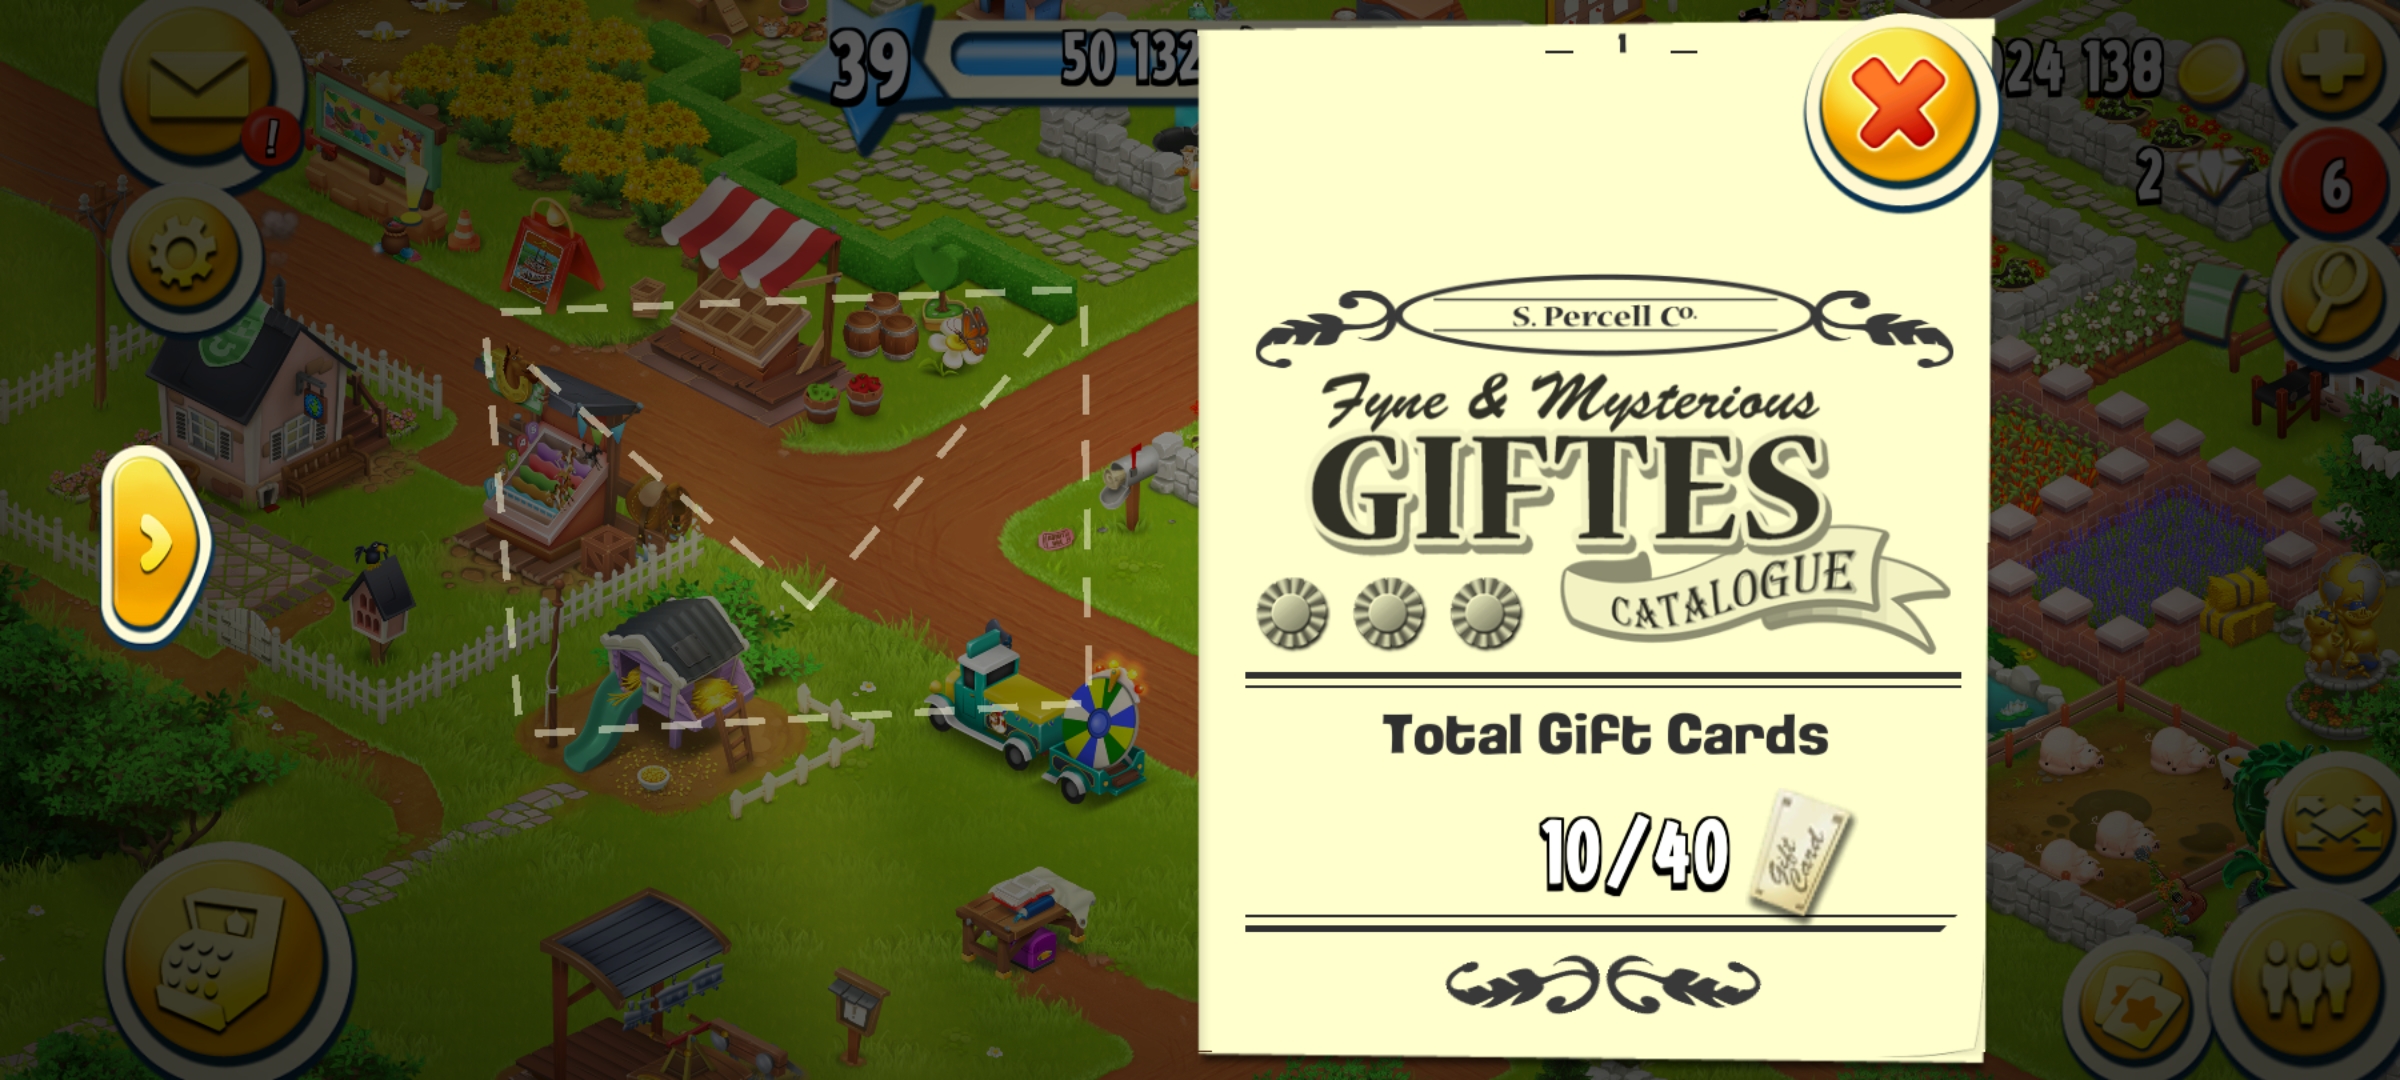 39
50 132
24 138
2
6
!
1
S. Percell Co.
Fyne & Mysterious
GIFTES
CATALOGUE
Total Gift Cards
10/40
Gift
Card